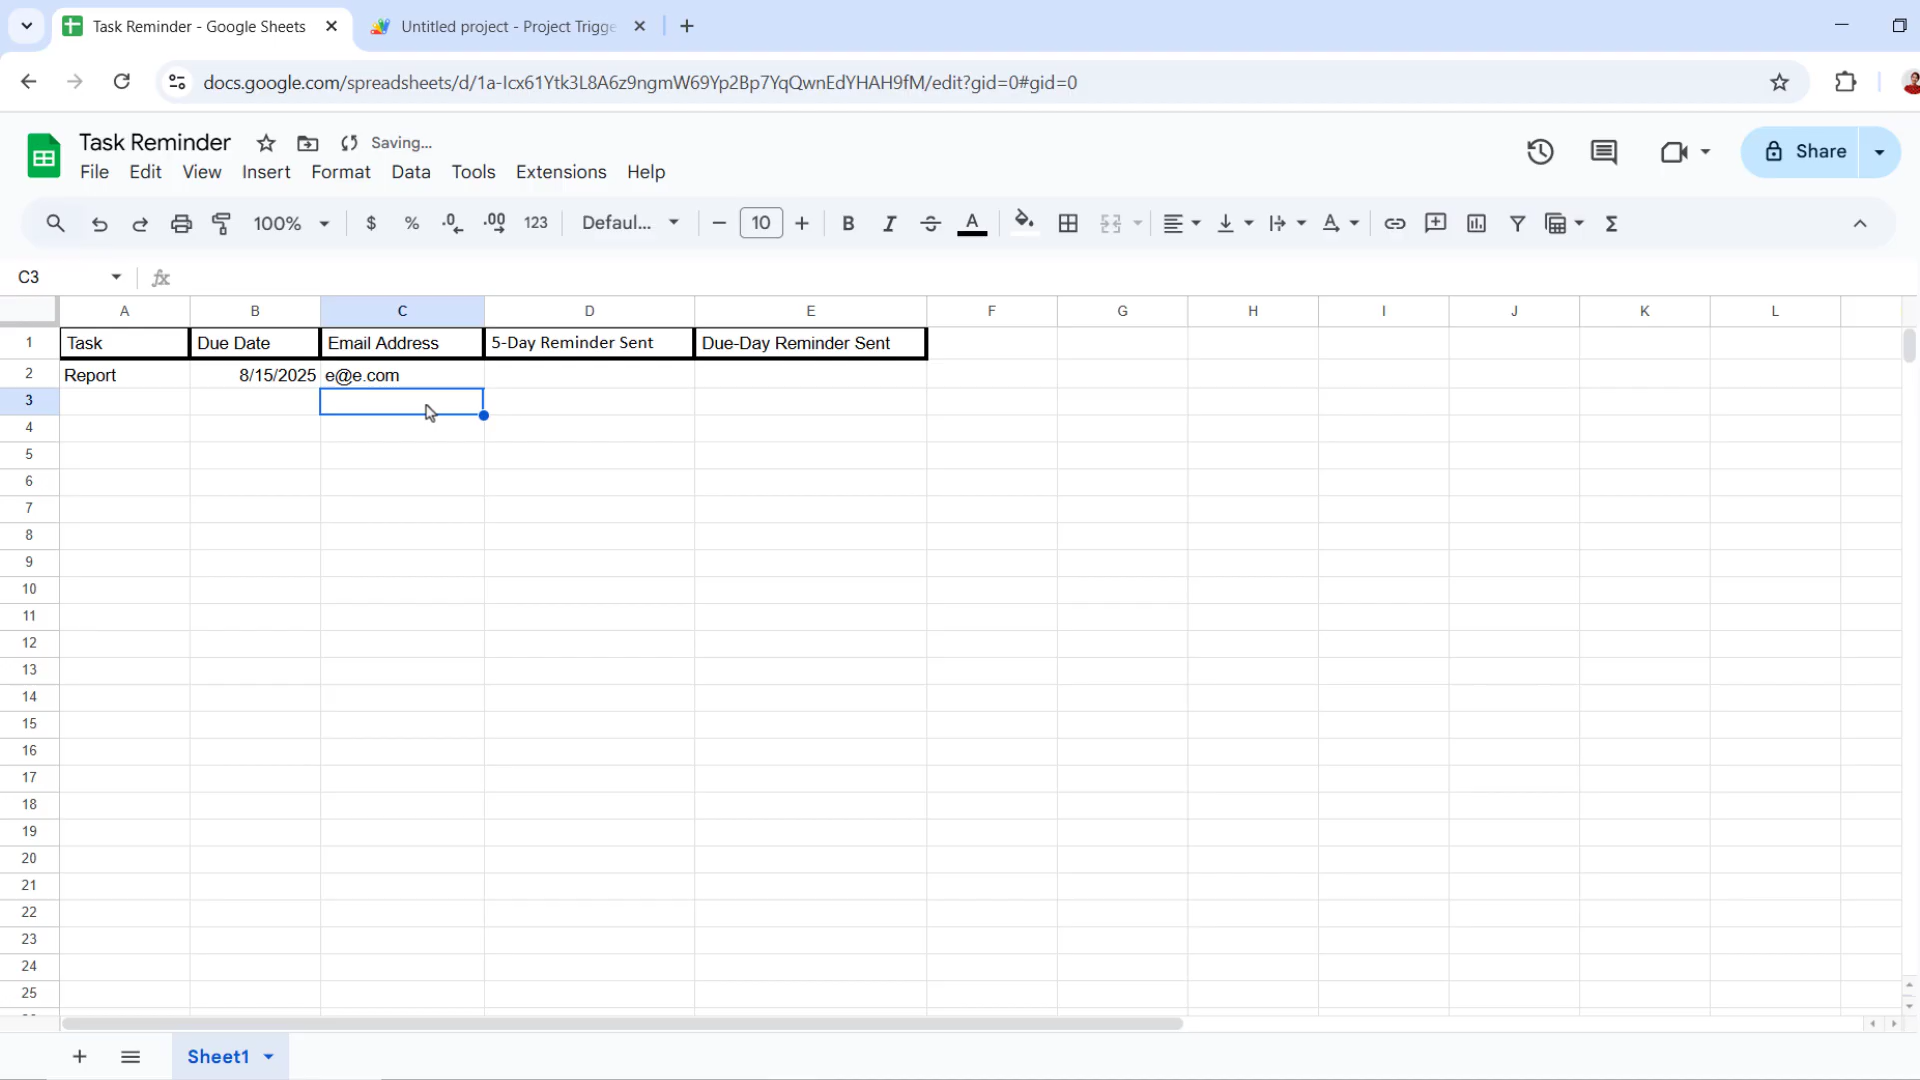 Task Reminder - Google Sheets
Untitled project - Project Trigge
docs.google.com/spreadsheets/d/1a-Icx61Ytk3L8A6z9ngmW69Yp2Bp7YqQwnEdYHAH9fM/edit?gid=0#gid=0
Task Reminder Saving...
File Edit View Insert Format Data Tools Extensions Help
Share
100% $ % .0 .00 123 Defaul... 10 B I S A
C3 fx
A B C D E F G H I J K L
1 Task Due Date Email Address 5-Day Reminder Sent Due-Day Reminder Sent
2 Report 8/15/2025 e@e.com
3
4
5
6
7
8
9
10
11
12
13
14
15
16
17
18
19
20
21
22
23
24
25
Sheet1